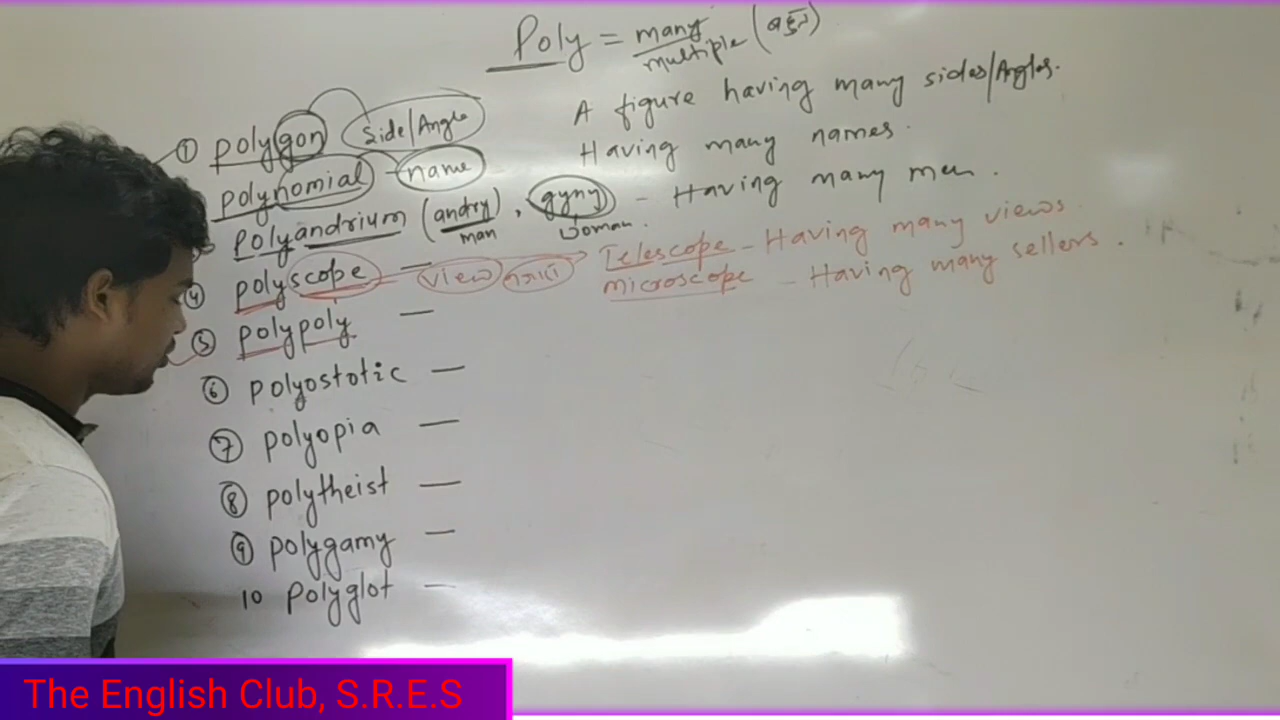 Poly = many/multiple (বহু)
① polygon side/Angle A figure having many sides/Angles.
polynomial - name Having many names.
Polyandrium (andry) man, gyny woman. - Having many men.
④ polyscope — view Telescope microscope - Having many views
⑤ polypoly — - Having many sellers.
⑥ polyostotic —
⑦ polyopia —
⑧ polytheist —
⑨ polygamy —
10 polyglot —
The English Club, S.R.E.S